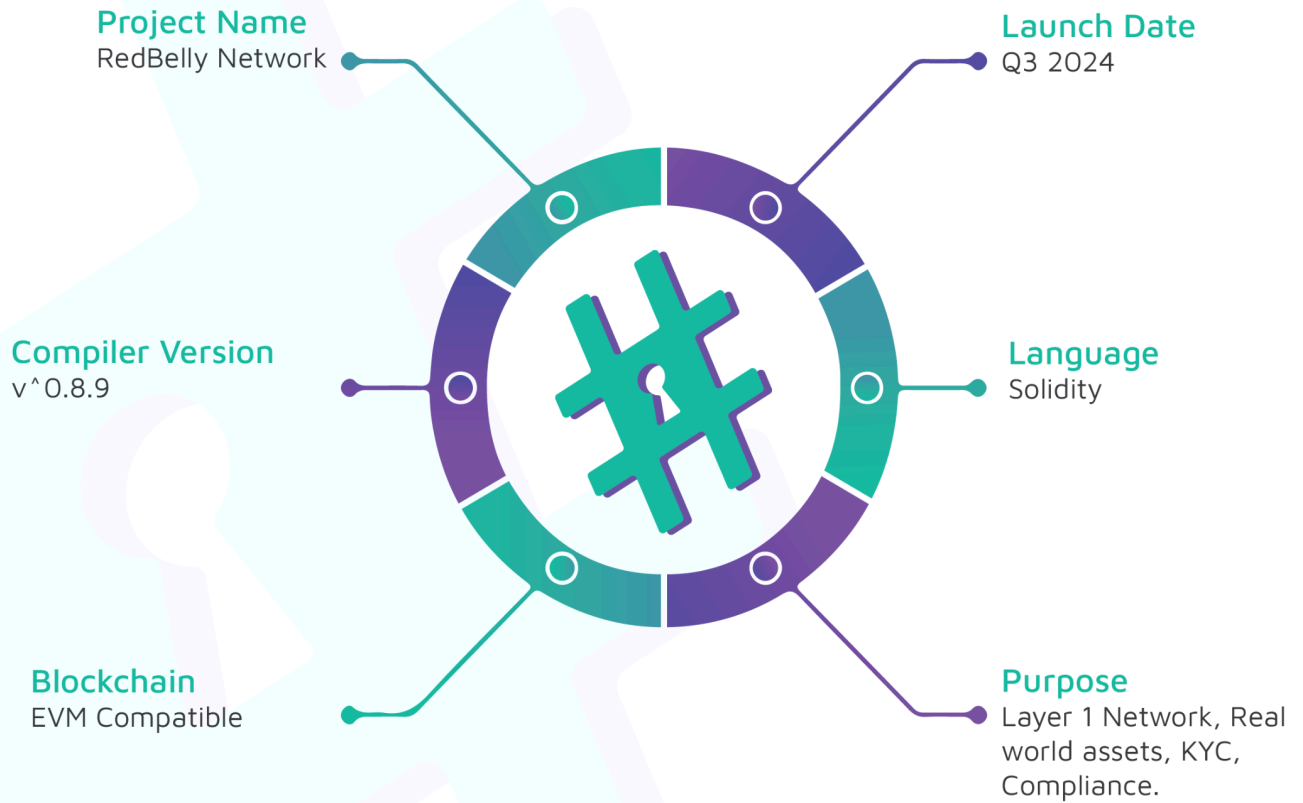 Project Name
RedBelly Network
Launch Date
Q3 2024
Compiler Version
v^0.8.9
Language
Solidity
Blockchain
EVM Compatible
Purpose
Layer 1 Network, Real
world assets, KYC,
Compliance.